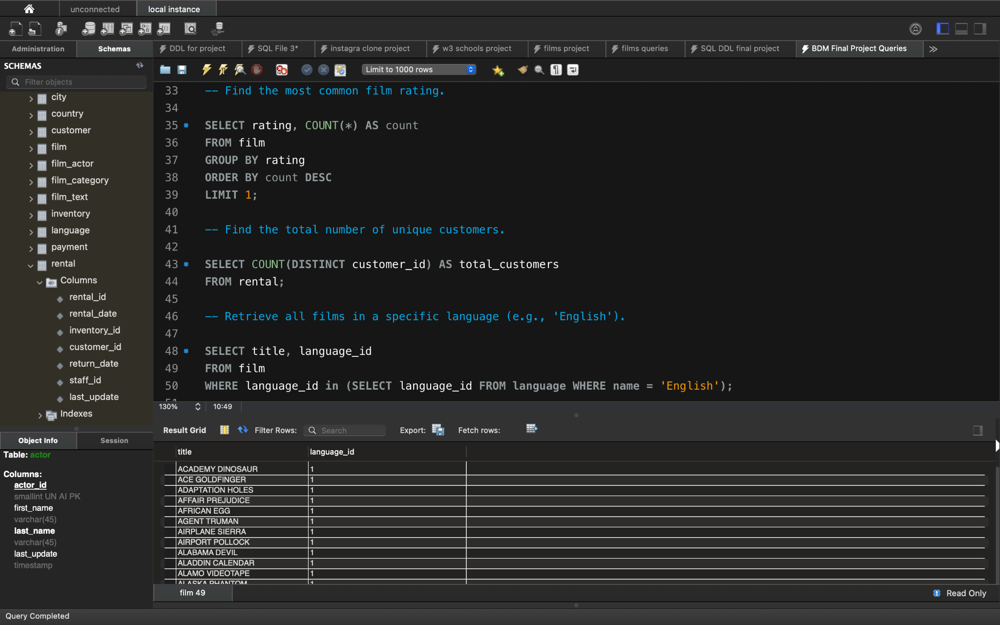 unconnected
local instance
Administration
Schemas
DDL for project
SQL File 3*
instagra clone project
w3 schools project
films project
films queries
SQL DDL final project
BDM Final Project Queries
SCHEMAS
Filter objects
Limit to 1000 rows
city
country
customer
film
film_actor
film_category
film_text
inventory
language
payment
rental
Columns
rental_id
rental_date
inventory_id
customer_id
return_date
staff_id
last_update
Indexes
33 -- Find the most common film rating.
34
35 SELECT rating, COUNT(*) AS count
36 FROM film
37 GROUP BY rating
38 ORDER BY count DESC
39 LIMIT 1;
40
41 -- Find the total number of unique customers.
42
43 SELECT COUNT(DISTINCT customer_id) AS total_customers
44 FROM rental;
45
46 -- Retrieve all films in a specific language (e.g., 'English').
47
48 SELECT title, language_id
49 FROM film
50 WHERE language_id in (SELECT language_id FROM language WHERE name = 'English');
51
130% 10:49
Result Grid Filter Rows: Search Export: Fetch rows:
Object Info
Session
Table: actor
Columns:
actor_id
smallint UN AI PK
first_name
varchar(45)
last_name
varchar(45)
last_update
timestamp
title language_id
ACADEMY DINOSAUR 1
ACE GOLDFINGER 1
ADAPTATION HOLES 1
AFFAIR PREJUDICE 1
AFRICAN EGG 1
AGENT TRUMAN 1
AIRPLANE SIERRA 1
AIRPORT POLLOCK 1
ALABAMA DEVIL 1
ALADDIN CALENDAR 1
ALAMO VIDEOTAPE 1
ALASKA PHANTOM 1
film 49
Read Only
Query Completed